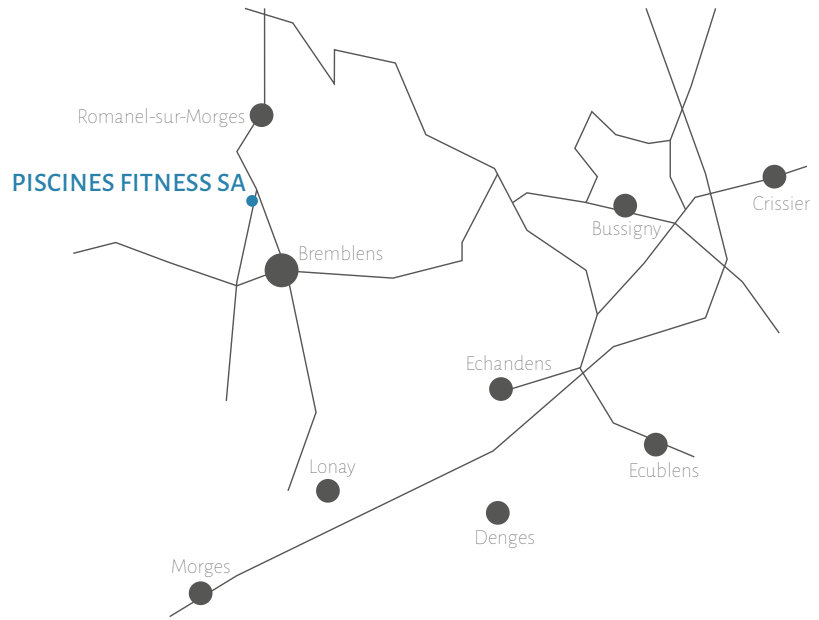 Romanel-sur-Morges
PISCINES FITNESS SA
Crissier
Bussigny
Bremblens
Echandens
Lonay
Ecublens
Denges
Morges